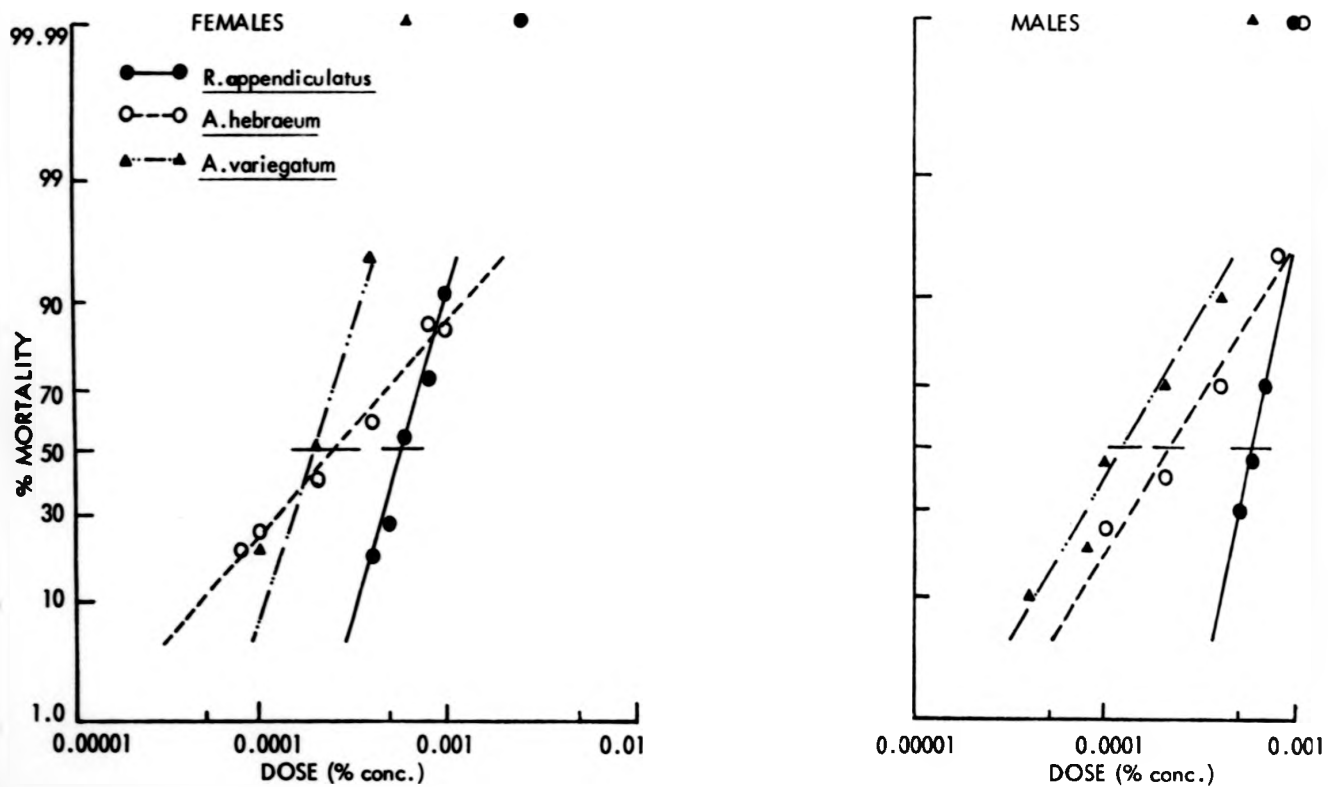 FEMALES
R.appendiculatus
A.hebraeum
A.variegatum
% MORTALITY
99.99
99
90
70
50
30
10
1.0
0.00001
0.0001
0.001
0.01
DOSE (% conc.)
MALES
0.00001
0.0001
0.001
DOSE (% conc.)